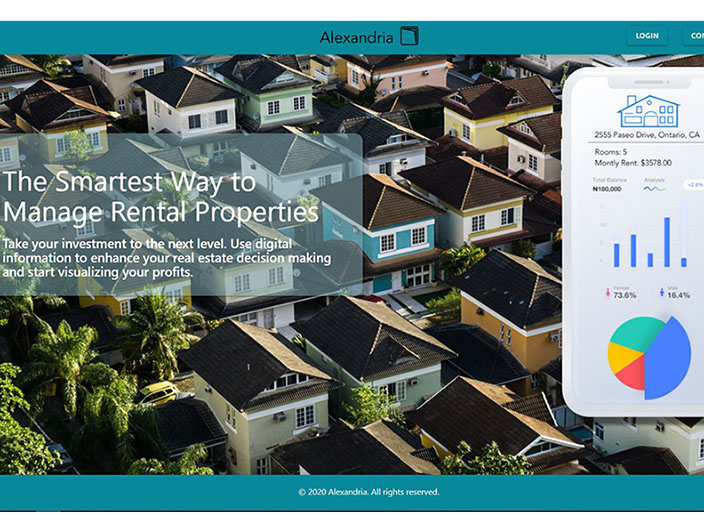 Alexandria
LOGIN
CON
2555 Paseo Drive, Ontario, CA
Rooms: 5
Montly Rent: $3578.00
Total Balance
Analysis
₦180,000
+2.8%
The Smartest Way to
Manage Rental Properties
Take your investment to the next level. Use digital
information to enhance your real estate decision making
and start visualizing your profits.
Female
73.6%
Male
16.4%
© 2020 Alexandria. All rights reserved.